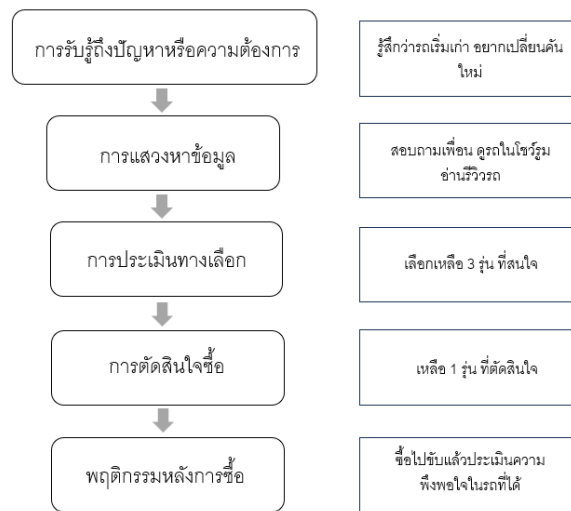 การรับรู้ถึงปัญหาหรือความต้องการ
รู้สึกว่ารถเริ่มเก่า อยากเปลี่ยนคัน
ใหม่
การแสวงหาข้อมูล
สอบถามเพื่อน ดูรถในโชว์รูม
อ่านรีวิวรถ
การประเมินทางเลือก
เลือกเหลือ 3 รุ่น ที่สนใจ
การตัดสินใจซื้อ
เหลือ 1 รุ่น ที่ตัดสินใจ
พฤติกรรมหลังการซื้อ
ซื้อไปขับแล้วประเมินความ
พึงพอใจในรถที่ได้